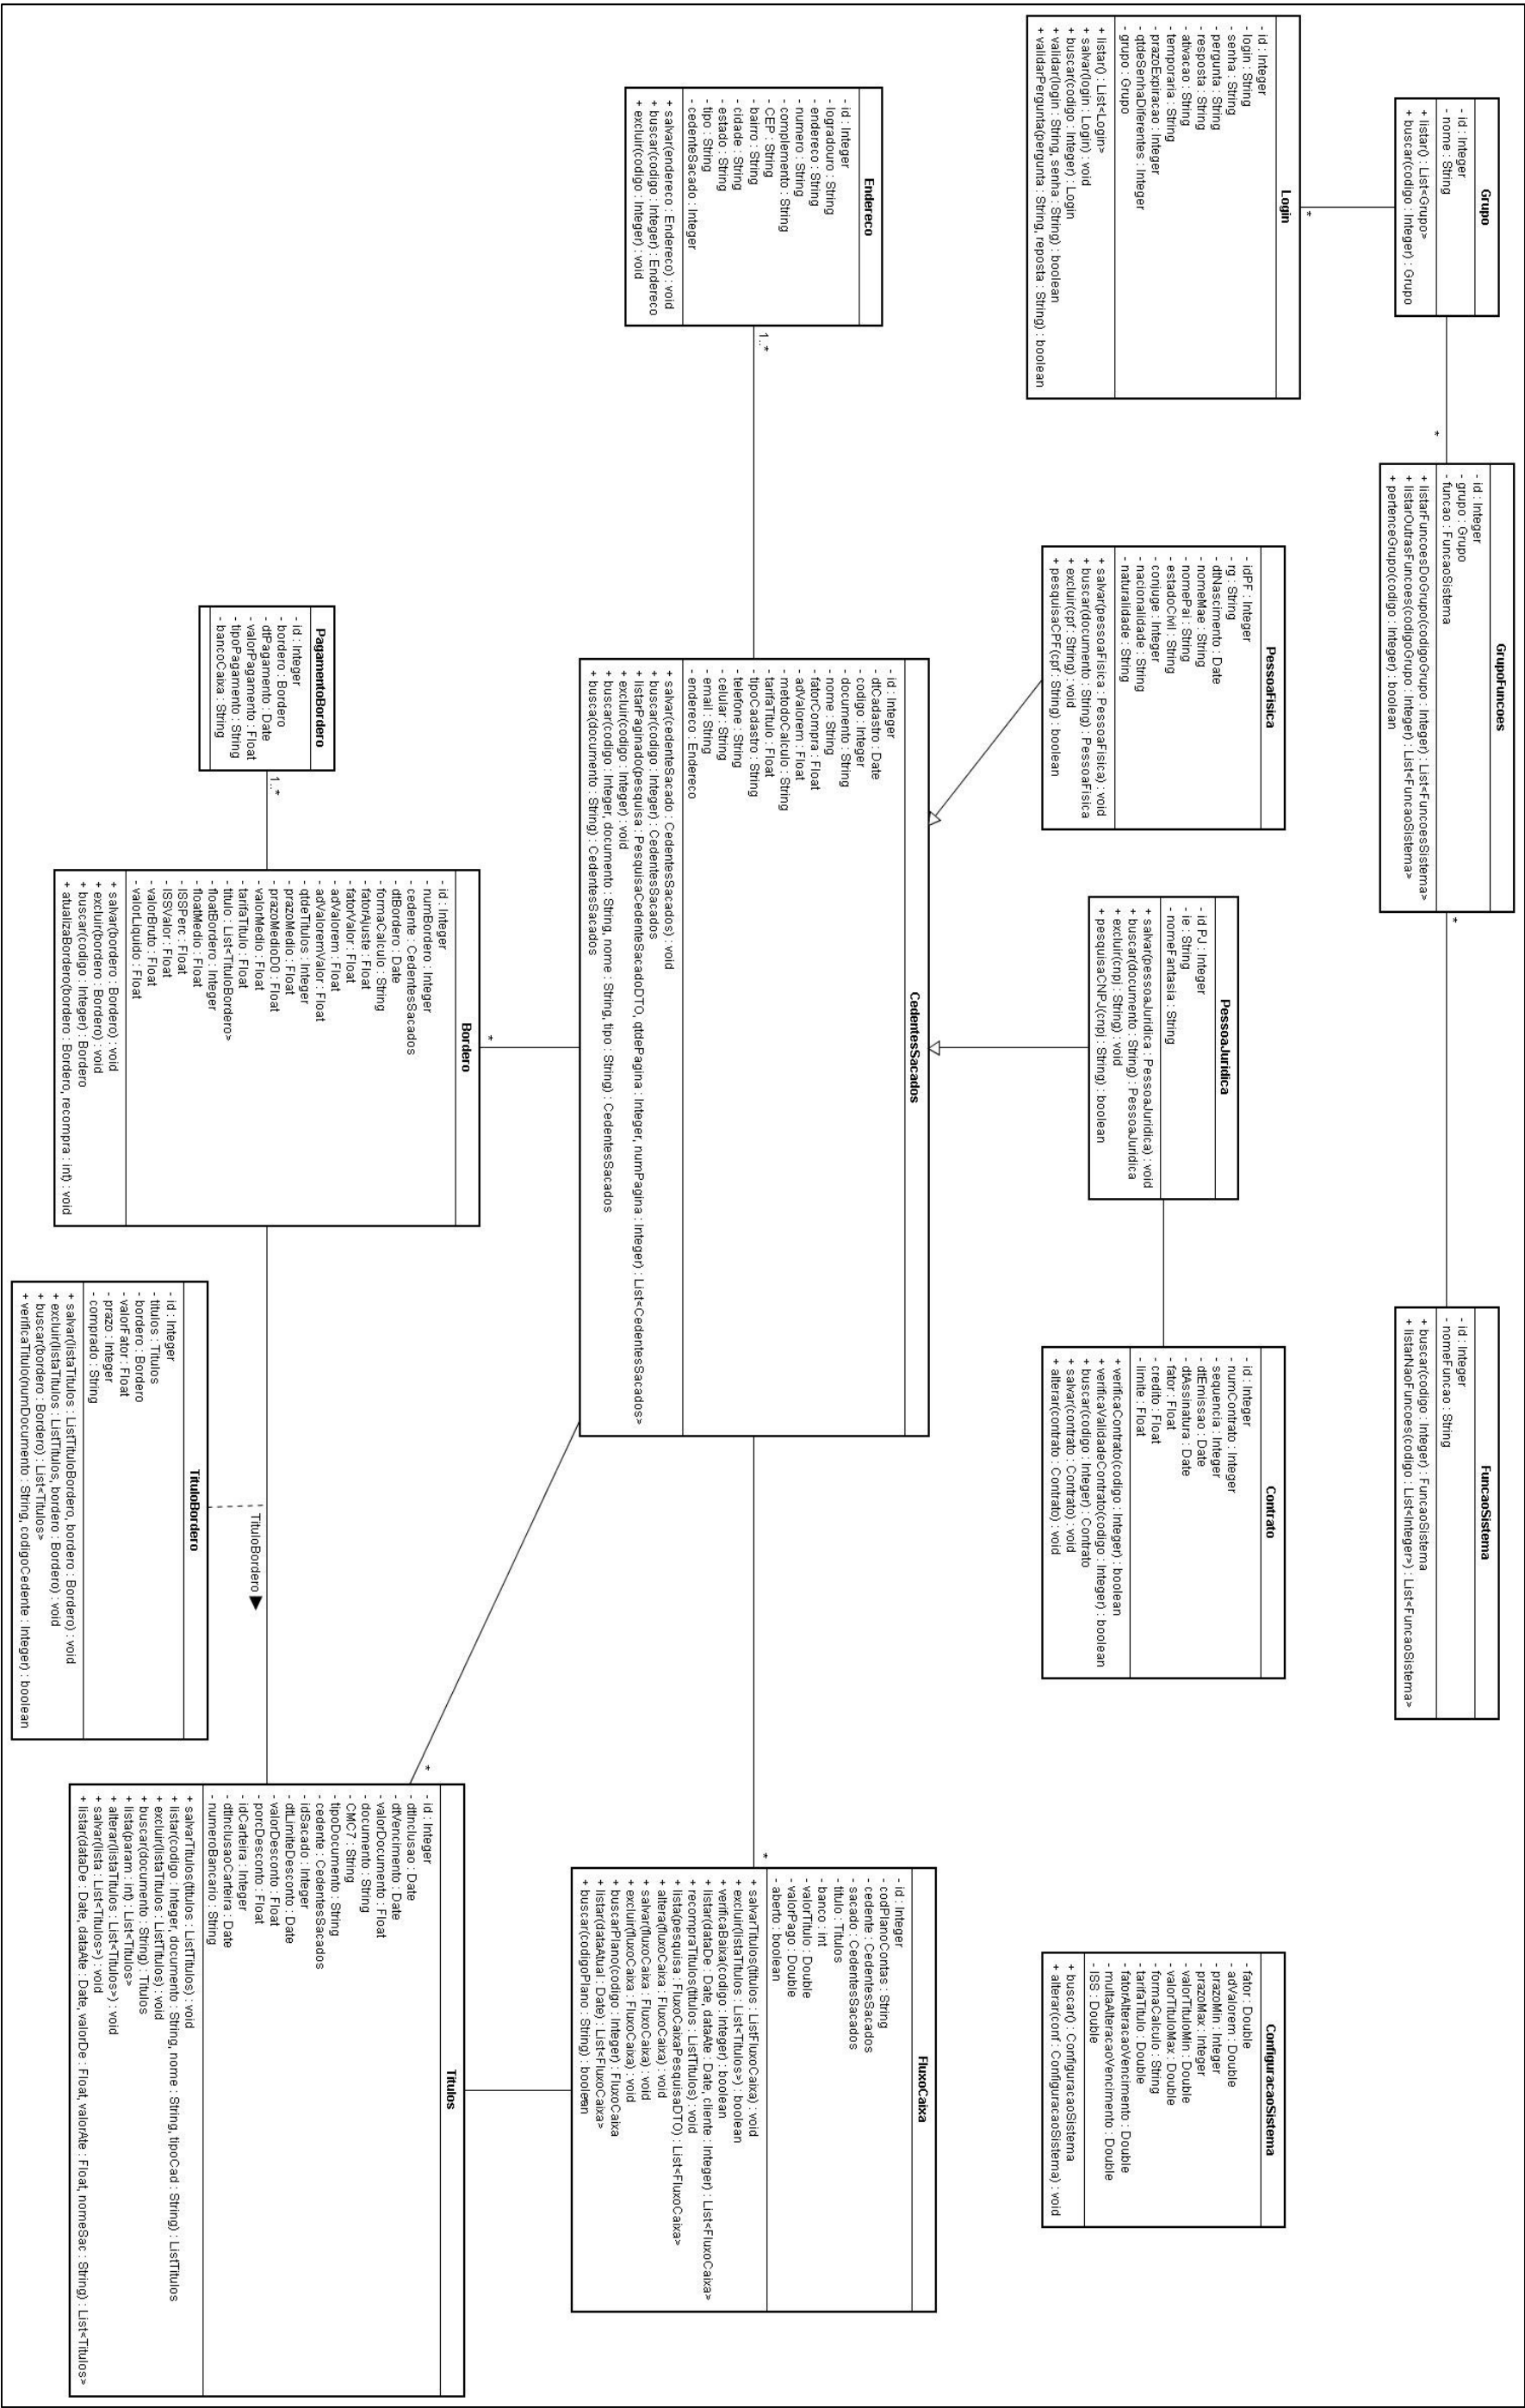 Grupo
- id : Integer
- nome : String
+ listar() : List<Grupo>
+ buscar(codigo : Integer) : Grupo
*
*
GrupoFuncoes
- id : Integer
- grupo : Grupo
- funcao : FuncaoSistema
+ listarFuncoesDoGrupo(codigoGrupo : Integer) : List<FuncoesSistema>
+ listarOutrasFuncoes(codigoGrupo : Integer) : List<FuncaoSistema>
+ pertenceGrupo(codigo : Integer) : boolean
*
FuncaoSistema
- id : Integer
- nomeFuncao : String
+ buscar(codigo : Integer) : FuncaoSistema
+ listarNaoFuncoes(codigo : List<Integer>) : List<FuncaoSistema>
Login
- id : Integer
- login : String
- senha : String
- pergunta : String
- resposta : String
- ativacao : String
- temporaria : String
- prazoExpiracao : Integer
- qtdeSenhaDiferentes : Integer
- grupo : Grupo
+ listar() : List<Login>
+ salvar(login : Login) : void
+ buscar(codigo : Integer) : Login
+ validar(login : String, senha : String) : boolean
+ validarPergunta(pergunta : String, reposta : String) : boolean
PessoaFisica
- idPF : Integer
- rg : String
- dtNascimento : Date
- nomeMae : String
- nomePai : String
- estadoCivil : String
- conjuge : Integer
- nacionalidade : String
- naturalidade : String
+ salvar(pessoaFisica : PessoaFisica) : void
+ buscar(documento : String) : PessoaFisica
+ excluir(cpf : String) : void
+ pesquisaCPF(cpf : String) : boolean
PessoaJuridica
- id PJ : Integer
- ie : String
- nomeFantasia : String
+ salvar(pessoaJuridica : PessoaJuridica) : void
+ buscar(documento : String) : PessoaJuridica
+ excluir(cnpj : String) : void
+ pesquisaCNPJ(cnpj : String) : boolean
Contrato
- id : Integer
- numContrato : Integer
- sequencia : Integer
- dtEmissao : Date
- dtAssinatura : Date
- fator : Float
- credito : Float
- limite : Float
+ verificaContrato(codigo : Integer) : boolean
+ verificaValidadeContrato(codigo : Integer) : boolean
+ buscar(codigo : Integer) : Contrato
+ salvar(contrato : Contrato) : void
+ alterar(contrato : Contrato) : void
ConfiguracaoSistema
- fator : Double
- adValorem : Double
- prazoMin : Integer
- prazoMax : Integer
- valorTituloMin : Double
- valorTituloMax : Double
- formaCalculo : String
- tarifaTitulo : Double
- fatorAlteracaoVencimento : Double
- multaAlteracaoVencimento : Double
- ISS : Double
+ buscar() : ConfiguracaoSistema
+ alterar(conf : ConfiguracaoSistema) : void
Endereco
- id : Integer
- logradouro : String
- endereco : String
- numero : String
- complemento : String
- CEP : String
- bairro : String
- cidade : String
- estado : String
- tipo : String
- cedenteSacado : Integer
+ salvar(endereco : Endereco) : void
+ buscar(codigo : Integer) : Endereco
+ excluir(codigo : Integer) : void
1..*
CedentesSacados
- id : Integer
- dtCadastro : Date
- codigo : Integer
- documento : String
- nome : String
- fatorCompra : Float
- adValorem : Float
- metodoCalculo : String
- tarifaTitulo : Float
- tipoCadastro : String
- telefone : String
- celular : String
- email : String
- endereco : Endereco
+ salvar(cedenteSacado : CedentesSacados) : void
+ buscar(codigo : Integer) : CedentesSacados
+ listarPaginado(pesquisa : PesquisaCedenteSacadoDTO, qtdePagina : Integer, numPagina : Integer) : List<CedentesSacados>
+ excluir(codigo : Integer) : void
+ buscar(codigo : Integer, documento : String, nome : String, tipo : String) : CedentesSacados
+ busca(documento : String) : CedentesSacados
*
FluxoCaixa
- id : Integer
- codPlanoContas : String
- cedente : CedentesSacados
- sacado : CedentesSacados
- titulo : Titulos
- banco : int
- valorTitulo : Double
- valorPago : Double
- aberto : boolean
+ salvarTitulos(titulos : ListFluxoCaixa) : void
+ excluir(listaTitulos : List<Titulos>) : boolean
+ verificaBaixa(codigo : Integer) : boolean
+ listar(dataDe : Date, dataAte : Date, cliente : Integer) : List<FluxoCaixa>
+ recompraTitulos(titulos : ListTitulos) : void
+ lista(pesquisa : FluxoCaixaPesquisaDTO) : List<FluxoCaixa>
+ altera(fluxoCaixa : FluxoCaixa) : void
+ salvar(fluxoCaixa : FluxoCaixa) : void
+ excluir(fluxoCaixa : FluxoCaixa) : void
+ buscarPlano(codigo : Integer) : FluxoCaixa
+ listar(dataAtual : Date) : List<FluxoCaixa>
+ buscar(codigoPlano : String) : boolean
PagamentoBordero
- id : Integer
- bordero : Bordero
- dtPagamento : Date
- valorPagamento : Float
- tipoPagamento : String
- bancoCaixa : String
1..*
*
Bordero
- id : Integer
- numBordero : Integer
- cedente : CedentesSacados
- dtBordero : Date
- formaCalculo : String
- fatorAjuste : Float
- fatorValor : Float
- adValorem : Float
- adValoremValor : Float
- qtdeTitulos : Integer
- prazoMedio : Float
- prazoMedioD0 : Float
- valorMedio : Float
- tarifaTitulo : Float
- titulo : List<TituloBordero>
- floatBordero : Integer
- floatMedio : Float
- ISSPerc : Float
- ISSValor : Float
- valorBruto : Float
- valorLiquido : Float
+ salvar(bordero : Bordero) : void
+ excluir(bordero : Bordero) : void
+ buscar(codigo : Integer) : Bordero
+ atualizaBordero(bordero : Bordero, recompra : int) : void
TituloBordero
TituloBordero
- id : Integer
- titulos : Titulos
- bordero : Bordero
- valorFator : Float
- prazo : Integer
- comprado : String
+ salvar(listaTitulos : ListTituloBordero, bordero : Bordero) : void
+ excluir(listaTitulos : ListTitulos, bordero : Bordero) : void
+ buscar(bordero : Bordero) : List<Titulos>
+ verificaTitulo(numDocumento : String, codigoCedente : Integer) : boolean
*
Titulos
- id : Integer
- dtInclusao : Date
- dtVencimento : Date
- valorDocumento : Float
- documento : String
- CMC7 : String
- tipoDocumento : String
- cedente : CedentesSacados
- idSacado : Integer
- dtLimiteDesconto : Date
- valorDesconto : Float
- porcDesconto : Float
- idCarteira : Integer
- dtInclusaoCarteira : Date
- numeroBancario : String
+ salvarTitulos(titulos : ListTitulos) : void
+ listar(codigo : Integer, documento : String, nome : String, tipoCad : String) : ListTitulos
+ excluir(listaTitulos : ListTitulos) : void
+ buscar(documento : String) : Titulos
+ lista(param : int) : List<Titulos>
+ alterar(listaTitulos : List<Titulos>) : void
+ salvar(lista : List<Titulos>) : void
+ listar(dataDe : Date, dataAte : Date, valorDe : Float, valorAte : Float, nomeSac : String) : List<Titulos>